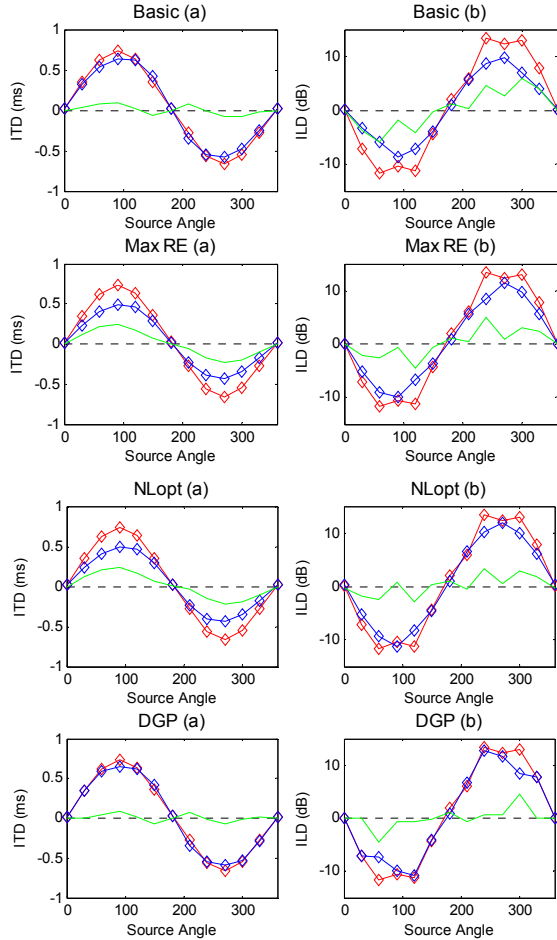 Basic (a)
Basic (b)
1
0.5
0
-0.5
-1
ITD (ms)
0 100 200 300
Source Angle
10
0
-10
ILD (dB)
0 100 200 300
Source Angle
Max RE (a)
Max RE (b)
1
0.5
0
-0.5
-1
ITD (ms)
0 100 200 300
Source Angle
10
0
-10
ILD (dB)
0 100 200 300
Source Angle
NLopt (a)
NLopt (b)
1
0.5
0
-0.5
-1
ITD (ms)
0 100 200 300
Source Angle
10
0
-10
ILD (dB)
0 100 200 300
Source Angle
DGP (a)
DGP (b)
1
0.5
0
-0.5
-1
ITD (ms)
0 100 200 300
Source Angle
10
0
-10
ILD (dB)
0 100 200 300
Source Angle